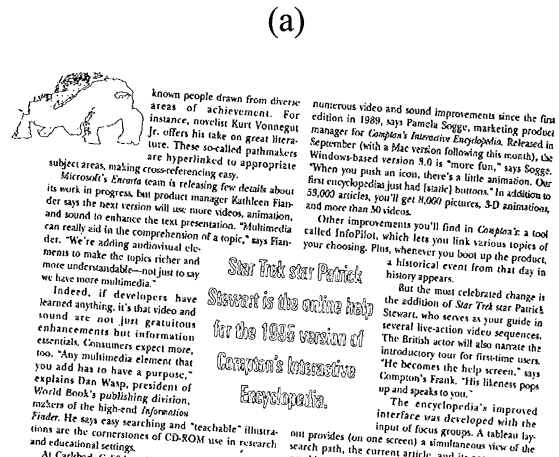 (a)
known people drawn from diverse
areas of achievement. For
instance, novelist Kurt Vonnegut
Jr. offers his take on great litera-
ture. These so-called pathmakers
are hyperlinked to appropriate
subject areas, making cross-referencing easy.
Microsoft's Encarta team is releasing few details about
its work in progress, but product manager Kathleen Fian-
der says the next version will use more videos, animation,
and sound to enhance the text presentation. "Multimedia
can really aid in the comprehension of a topic," says Fian-
der. "We're adding audiovisual ele-
ments to make the topics richer and
more understandable—not just to say
we have more multimedia."
Indeed, if developers have
learned anything, it's that video and
sound are not just gratuitous
enhancements but information
essentials. Consumers expect more,
too. "Any multimedia element that
you add has to have a purpose,"
explains Dan Wasp, president of
World Book's publishing division,
makers of the high-end Information
Finder. He says easy searching and "teachable" illustra-
tions are the cornerstones of CD-ROM use in research
and educational settings.
At Carlsbad,
Star Trek star Patrick
Stewart is the online help
for the 1995 version of
Compton's Interactive
Encyclopedia.
numerous video and sound improvements since the first
edition in 1989, says Pamela Sogge, marketing product
manager for Compton's Interactive Encyclopedia. Released in
September (with a Mac version following this month), the
Windows-based version 3.0 is "more fun," says Sogge.
"When you push an icon, there's a little animation. Our
first encyclopedias just had [static] buttons." In addition to
33,000 articles, you'll get 8,000 pictures, 3-D animations,
and more than 30 videos.
Other improvements you'll find in Compton's: a tool
called InfoPilot, which lets you link various topics of
your choosing. Plus, whenever you boot up the product,
a historical event from that day in
history appears.
But the most celebrated change is
the addition of Star Trek star Patrick
Stewart, who serves as your guide in
several live-action video sequences.
The British actor will also narrate the
introductory tour for first-time users.
"He becomes the help screen," says
Compton's Frank. "His likeness pops
up and speaks to you."
The encyclopedia's improved
interface was developed with the
input of focus groups. A tableau lay-
out provides (on one screen) a simultaneous view of the
search path, the current article, and its